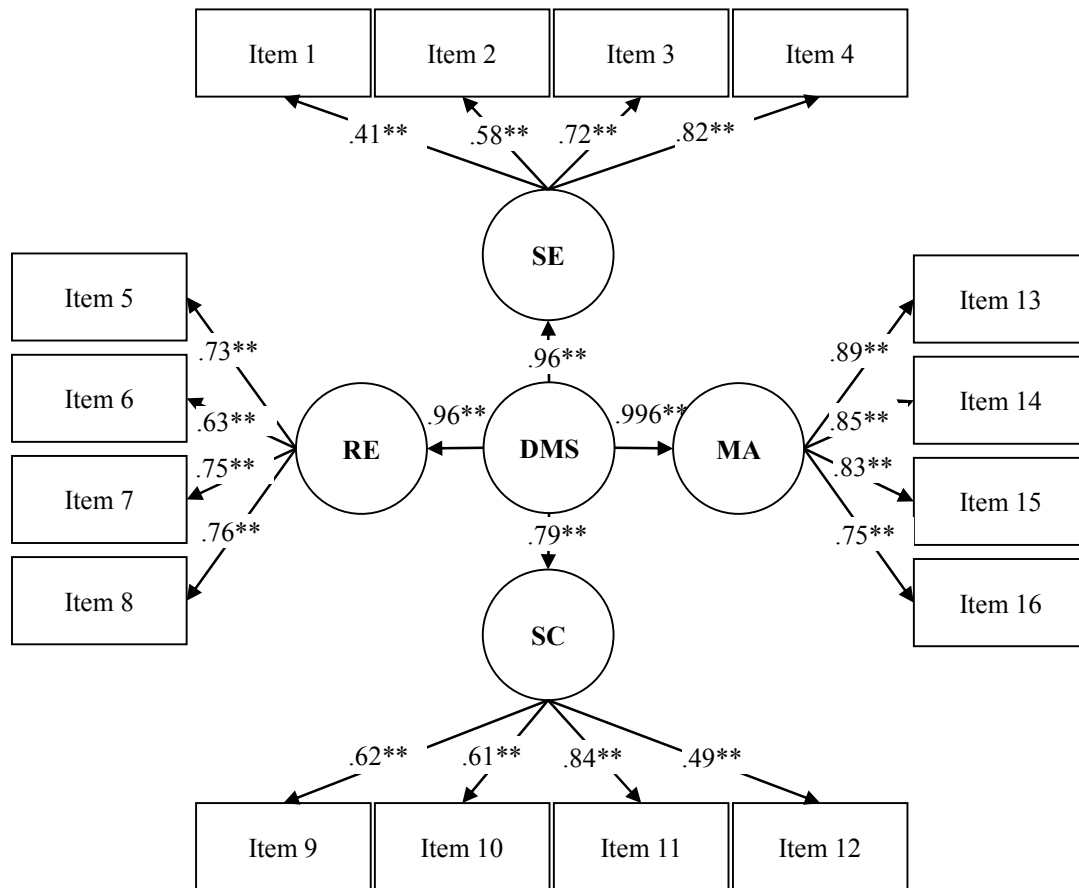 Item 1 Item 2 Item 3 Item 4
.41** .58** .72** .82**
SE
Item 5 Item 13
.73** .96** .89**
Item 6 .96** .996** Item 14
.63** .85**
RE DMS MA
.75** .83**
Item 7 Item 15
.76** .79** .75**
Item 8 Item 16
SC
.62** .61** .84** .49**
Item 9 Item 10 Item 11 Item 12